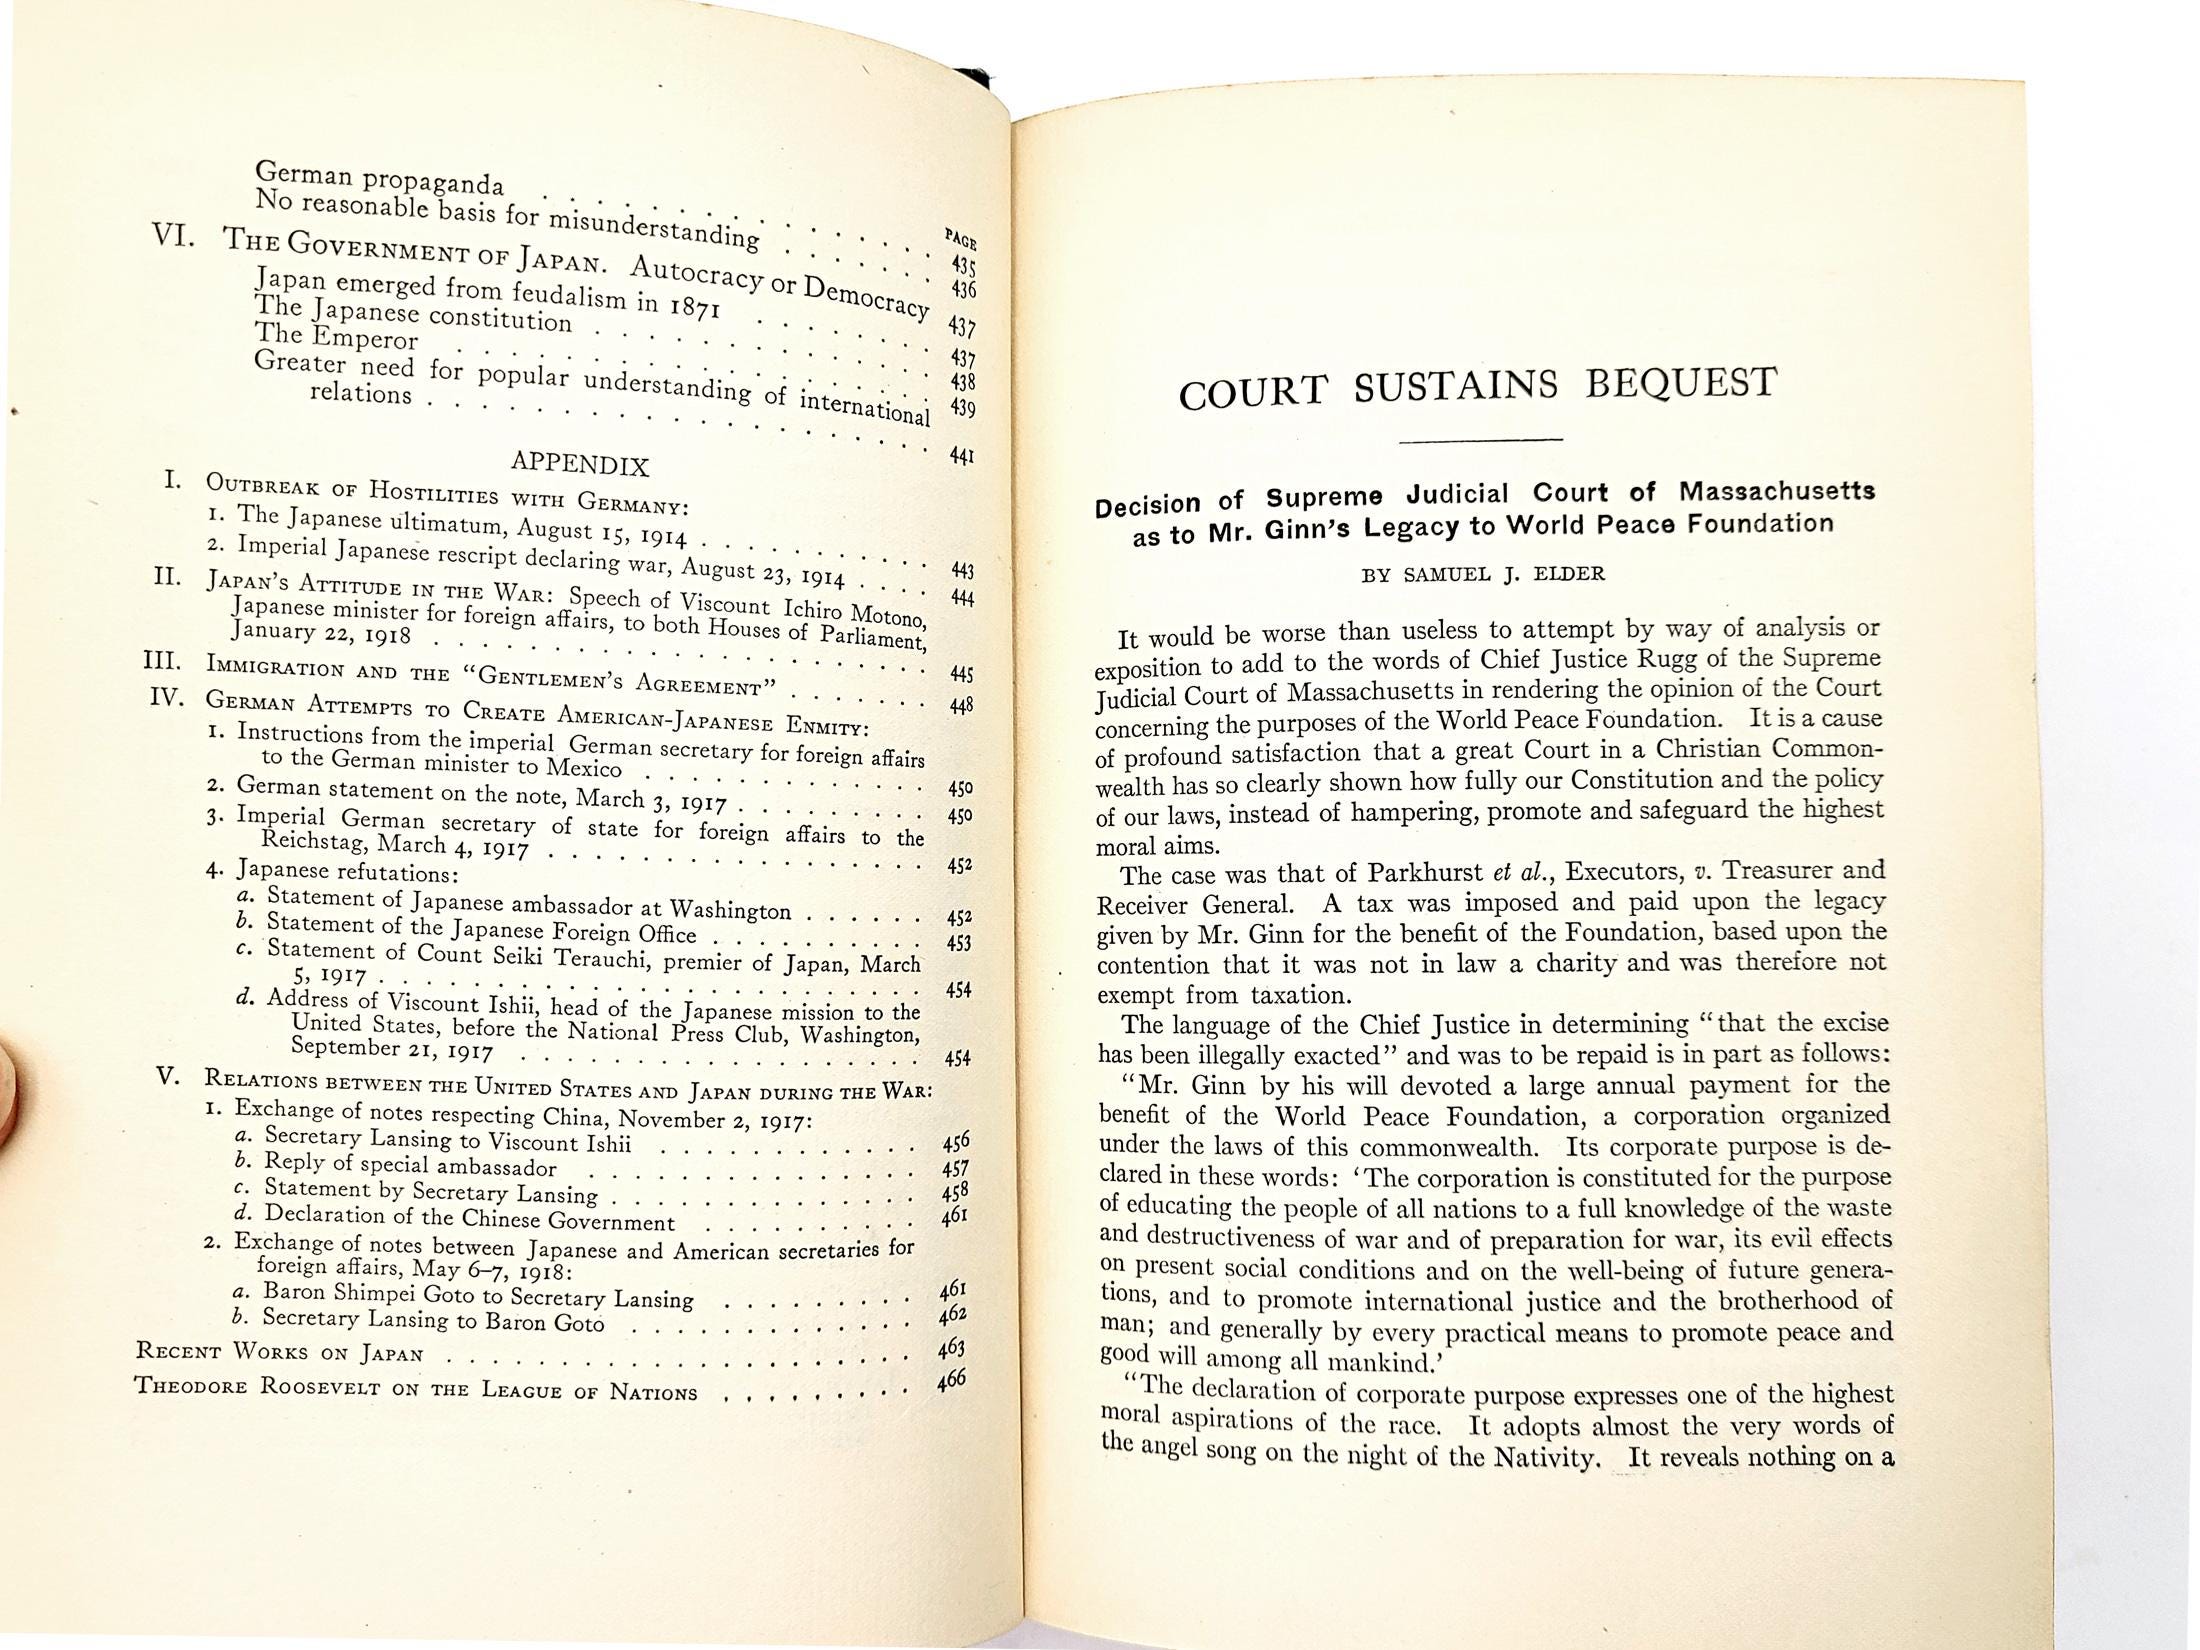 PAGE
German propaganda . . . . . . . . . . . . . . 435
No reasonable basis for misunderstanding . . . . . . 436
VI. THE GOVERNMENT OF JAPAN. Autocracy or Democracy 437
Japan emerged from feudalism in 1871 . . . . . . . 437
The Japanese constitution . . . . . . . . . . . . . 438
The Emperor . . . . . . . . . . . . . . . . . 439
Greater need for popular understanding of international
relations . . . . . . . . . . . . . . . . . . . 441
APPENDIX
I. OUTBREAK OF HOSTILITIES WITH GERMANY:
1. The Japanese ultimatum, August 15, 1914 . . . . . . . . . 443
2. Imperial Japanese rescript declaring war, August 23, 1914 . . . . 444
II. JAPAN'S ATTITUDE IN THE WAR: Speech of Viscount Ichiro Motono,
Japanese minister for foreign affairs, to both Houses of Parliament,
January 22, 1918 . . . . . . . . . . . . . . . . . . . . 445
III. IMMIGRATION AND THE "GENTLEMEN'S AGREEMENT" . . . . . . . 448
IV. GERMAN ATTEMPTS TO CREATE AMERICAN-JAPANESE ENMITY:
1. Instructions from the imperial German secretary for foreign affairs
to the German minister to Mexico . . . . . . . . . . . 450
2. German statement on the note, March 3, 1917 . . . . . . . . 450
3. Imperial German secretary of state for foreign affairs to the
Reichstag, March 4, 1917 . . . . . . . . . . . . . . . 452
4. Japanese refutations:
a. Statement of Japanese ambassador at Washington . . . . . . 452
b. Statement of the Japanese Foreign Office . . . . . . . . . . 453
c. Statement of Count Seiki Terauchi, premier of Japan, March
5, 1917 . . . . . . . . . . . . . . . . . . . . . 454
d. Address of Viscount Ishii, head of the Japanese mission to the
United States, before the National Press Club, Washington,
September 21, 1917 . . . . . . . . . . . . . . . . . 454
V. RELATIONS BETWEEN THE UNITED STATES AND JAPAN DURING THE WAR:
1. Exchange of notes respecting China, November 2, 1917:
a. Secretary Lansing to Viscount Ishii . . . . . . . . . . . . 456
b. Reply of special ambassador . . . . . . . . . . . . . . 457
c. Statement by Secretary Lansing . . . . . . . . . . . . . . 458
d. Declaration of the Chinese Government . . . . . . . . . . 461
2. Exchange of notes between Japanese and American secretaries for
foreign affairs, May 6–7, 1918:
a. Baron Shimpei Goto to Secretary Lansing . . . . . . . . . 461
b. Secretary Lansing to Baron Goto . . . . . . . . . . . . . 462
RECENT WORKS ON JAPAN . . . . . . . . . . . . . . . . . . . . 463
THEODORE ROOSEVELT ON THE LEAGUE OF NATIONS . . . . . . . . . 466
COURT SUSTAINS BEQUEST
Decision of Supreme Judicial Court of Massachusetts
as to Mr. Ginn's Legacy to World Peace Foundation
BY SAMUEL J. ELDER
It would be worse than useless to attempt by way of analysis or
exposition to add to the words of Chief Justice Rugg of the Supreme
Judicial Court of Massachusetts in rendering the opinion of the Court
concerning the purposes of the World Peace Foundation. It is a cause
of profound satisfaction that a great Court in a Christian Common-
wealth has so clearly shown how fully our Constitution and the policy
of our laws, instead of hampering, promote and safeguard the highest
moral aims.
The case was that of Parkhurst et al., Executors, v. Treasurer and
Receiver General. A tax was imposed and paid upon the legacy
given by Mr. Ginn for the benefit of the Foundation, based upon the
contention that it was not in law a charity and was therefore not
exempt from taxation.
The language of the Chief Justice in determining "that the excise
has been illegally exacted" and was to be repaid is in part as follows:
"Mr. Ginn by his will devoted a large annual payment for the
benefit of the World Peace Foundation, a corporation organized
under the laws of this commonwealth. Its corporate purpose is de-
clared in these words: 'The corporation is constituted for the purpose
of educating the people of all nations to a full knowledge of the waste
and destructiveness of war and of preparation for war, its evil effects
on present social conditions and on the well-being of future genera-
tions, and to promote international justice and the brotherhood of
man; and generally by every practical means to promote peace and
good will among all mankind.'
"The declaration of corporate purpose expresses one of the highest
moral aspirations of the race. It adopts almost the very words of
the angel song on the night of the Nativity. It reveals nothing on a